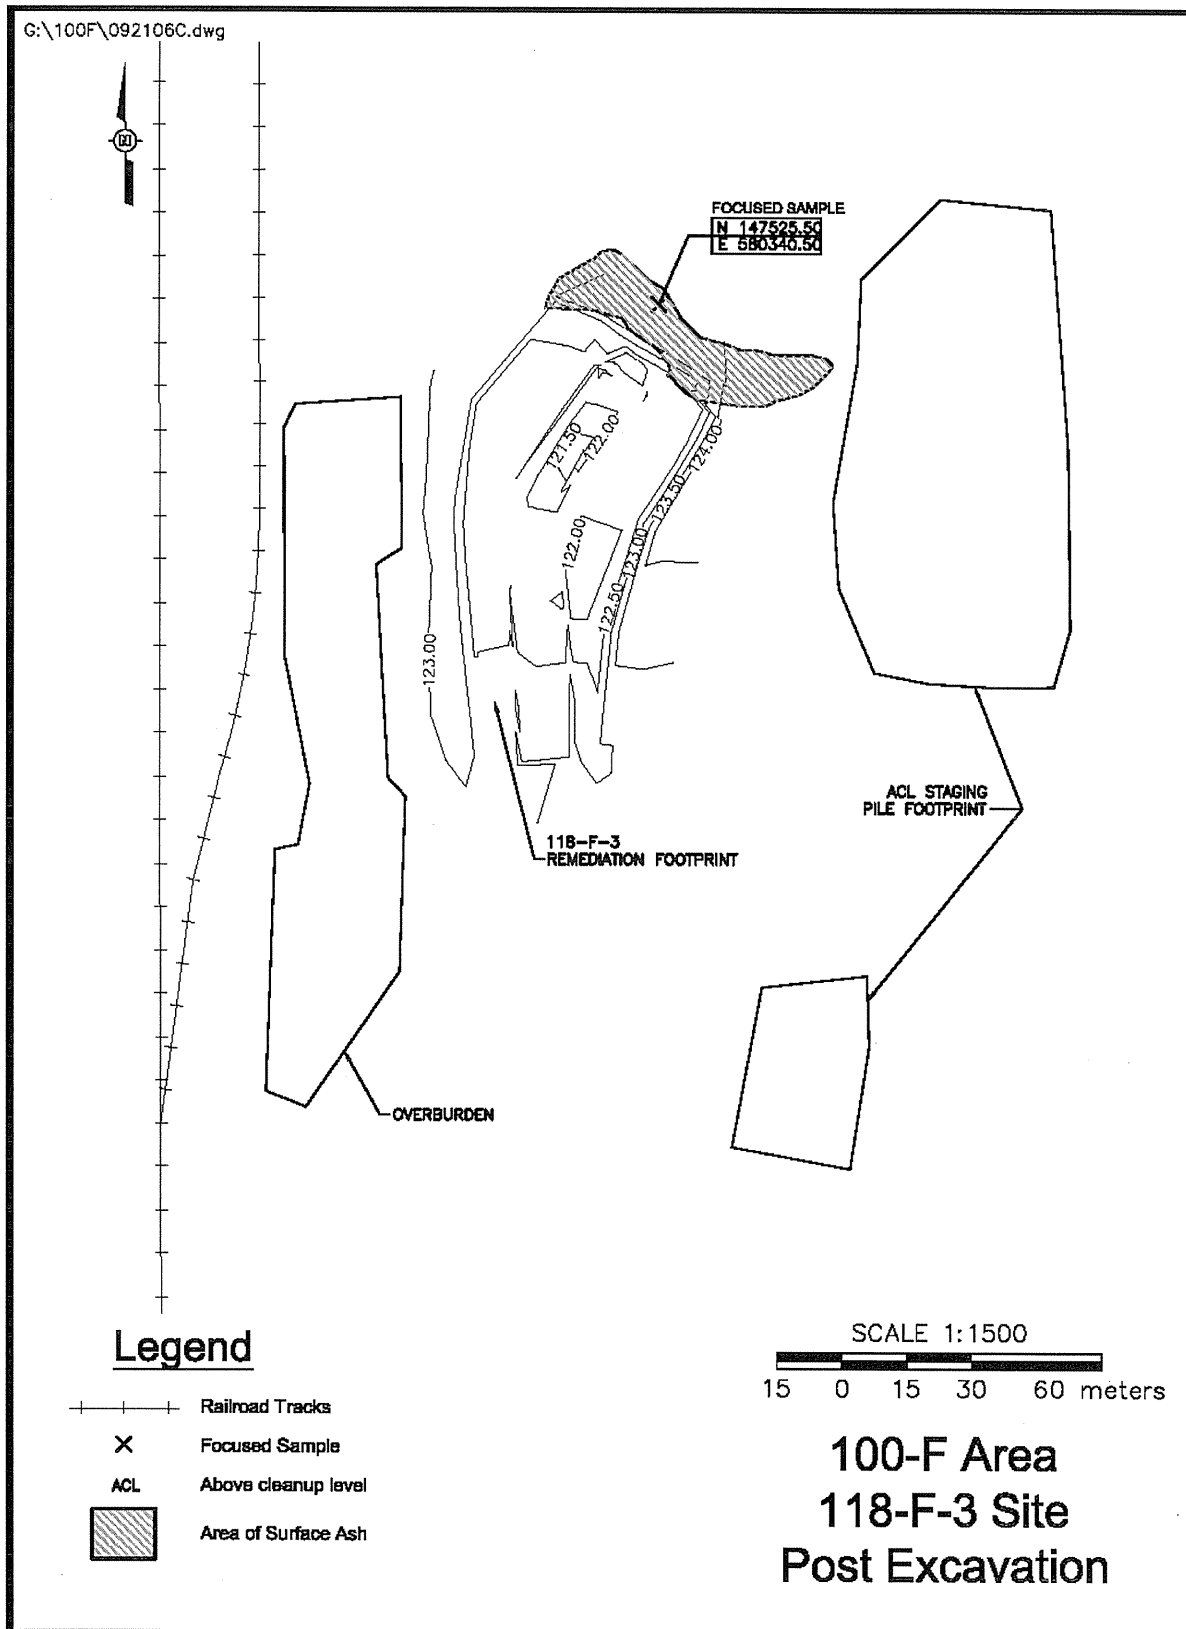 G:\100F\092106C.dwg
N
FOCUSED SAMPLE
N 147525.50
E 580340.50
121.50
122.00
124.00
123.50
122.00
123.00
122.50
123.00
ACL STAGING
PILE FOOTPRINT
118-F-3
REMEDIATION FOOTPRINT
OVERBURDEN
Legend
Railroad Tracks
Focused Sample
ACL Above cleanup level
Area of Surface Ash
SCALE 1:1500
15 0 15 30 60 meters
100-F Area
118-F-3 Site
Post Excavation